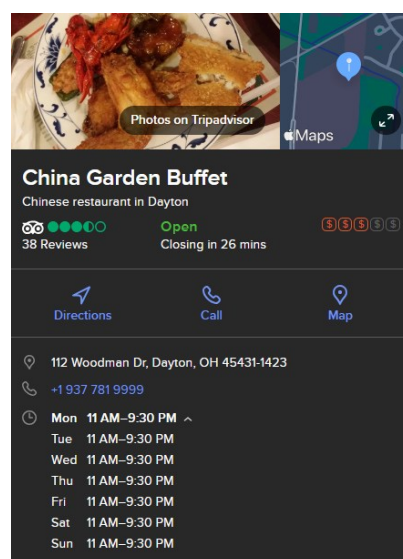 Photos on Tripadvisor
Maps
China Garden Buffet
Chinese restaurant in Dayton
Open
$ $ $ $ $
38 Reviews
Closing in 26 mins
Directions
Call
Map
112 Woodman Dr, Dayton, OH 45431-1423
+1 937 781 9999
Mon 11 AM–9:30 PM
Tue 11 AM–9:30 PM
Wed 11 AM–9:30 PM
Thu 11 AM–9:30 PM
Fri 11 AM–9:30 PM
Sat 11 AM–9:30 PM
Sun 11 AM–9:30 PM